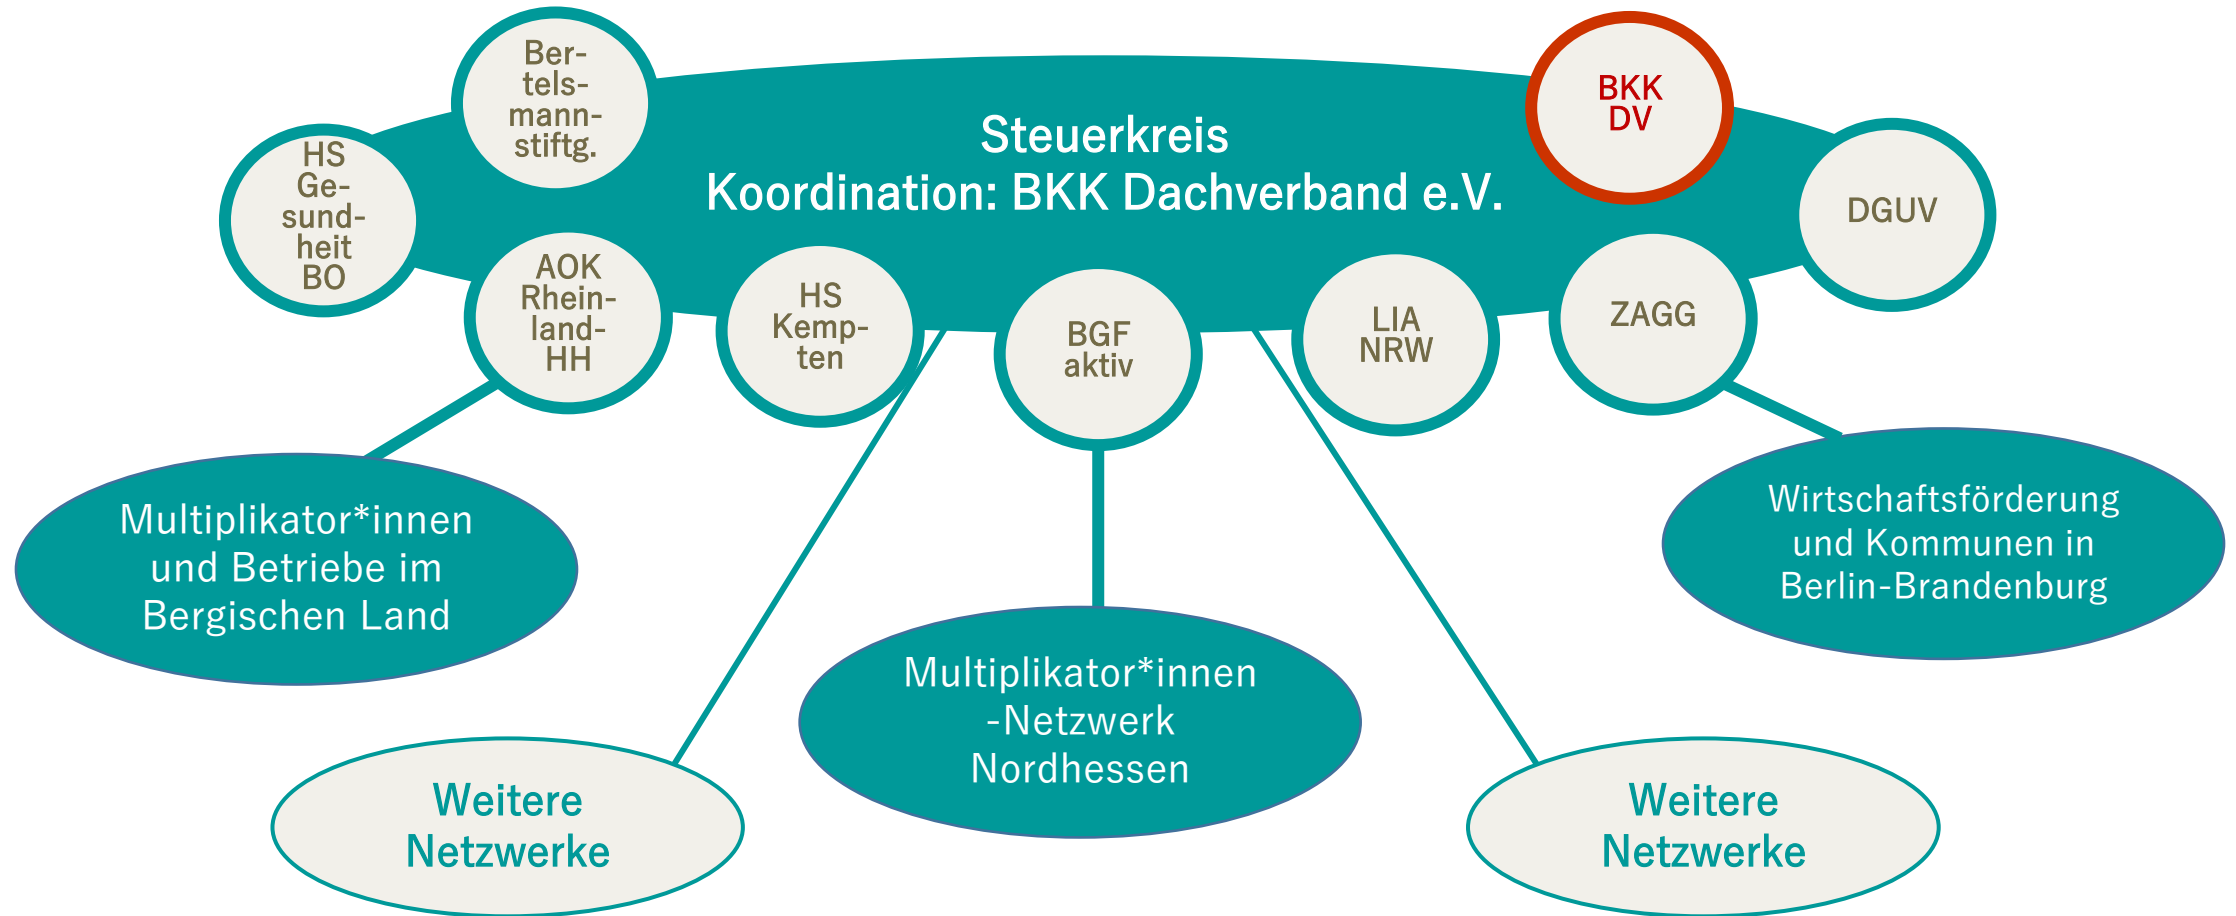 Ber-
tels-
mann-
stiftg.
BKK
DV
Steuerkreis
Koordination: BKK Dachverband e.V.
HS
Ge-
sund-
heit
BO
DGUV
AOK
Rhein-
land-
HH
HS
Kemp-
ten
BGF
aktiv
LIA
NRW
ZAGG
Multiplikator*innen
und Betriebe im
Bergischen Land
Wirtschaftsförderung
und Kommunen in
Berlin-Brandenburg
Multiplikator*innen
-Netzwerk
Nordhessen
Weitere
Netzwerke
Weitere
Netzwerke